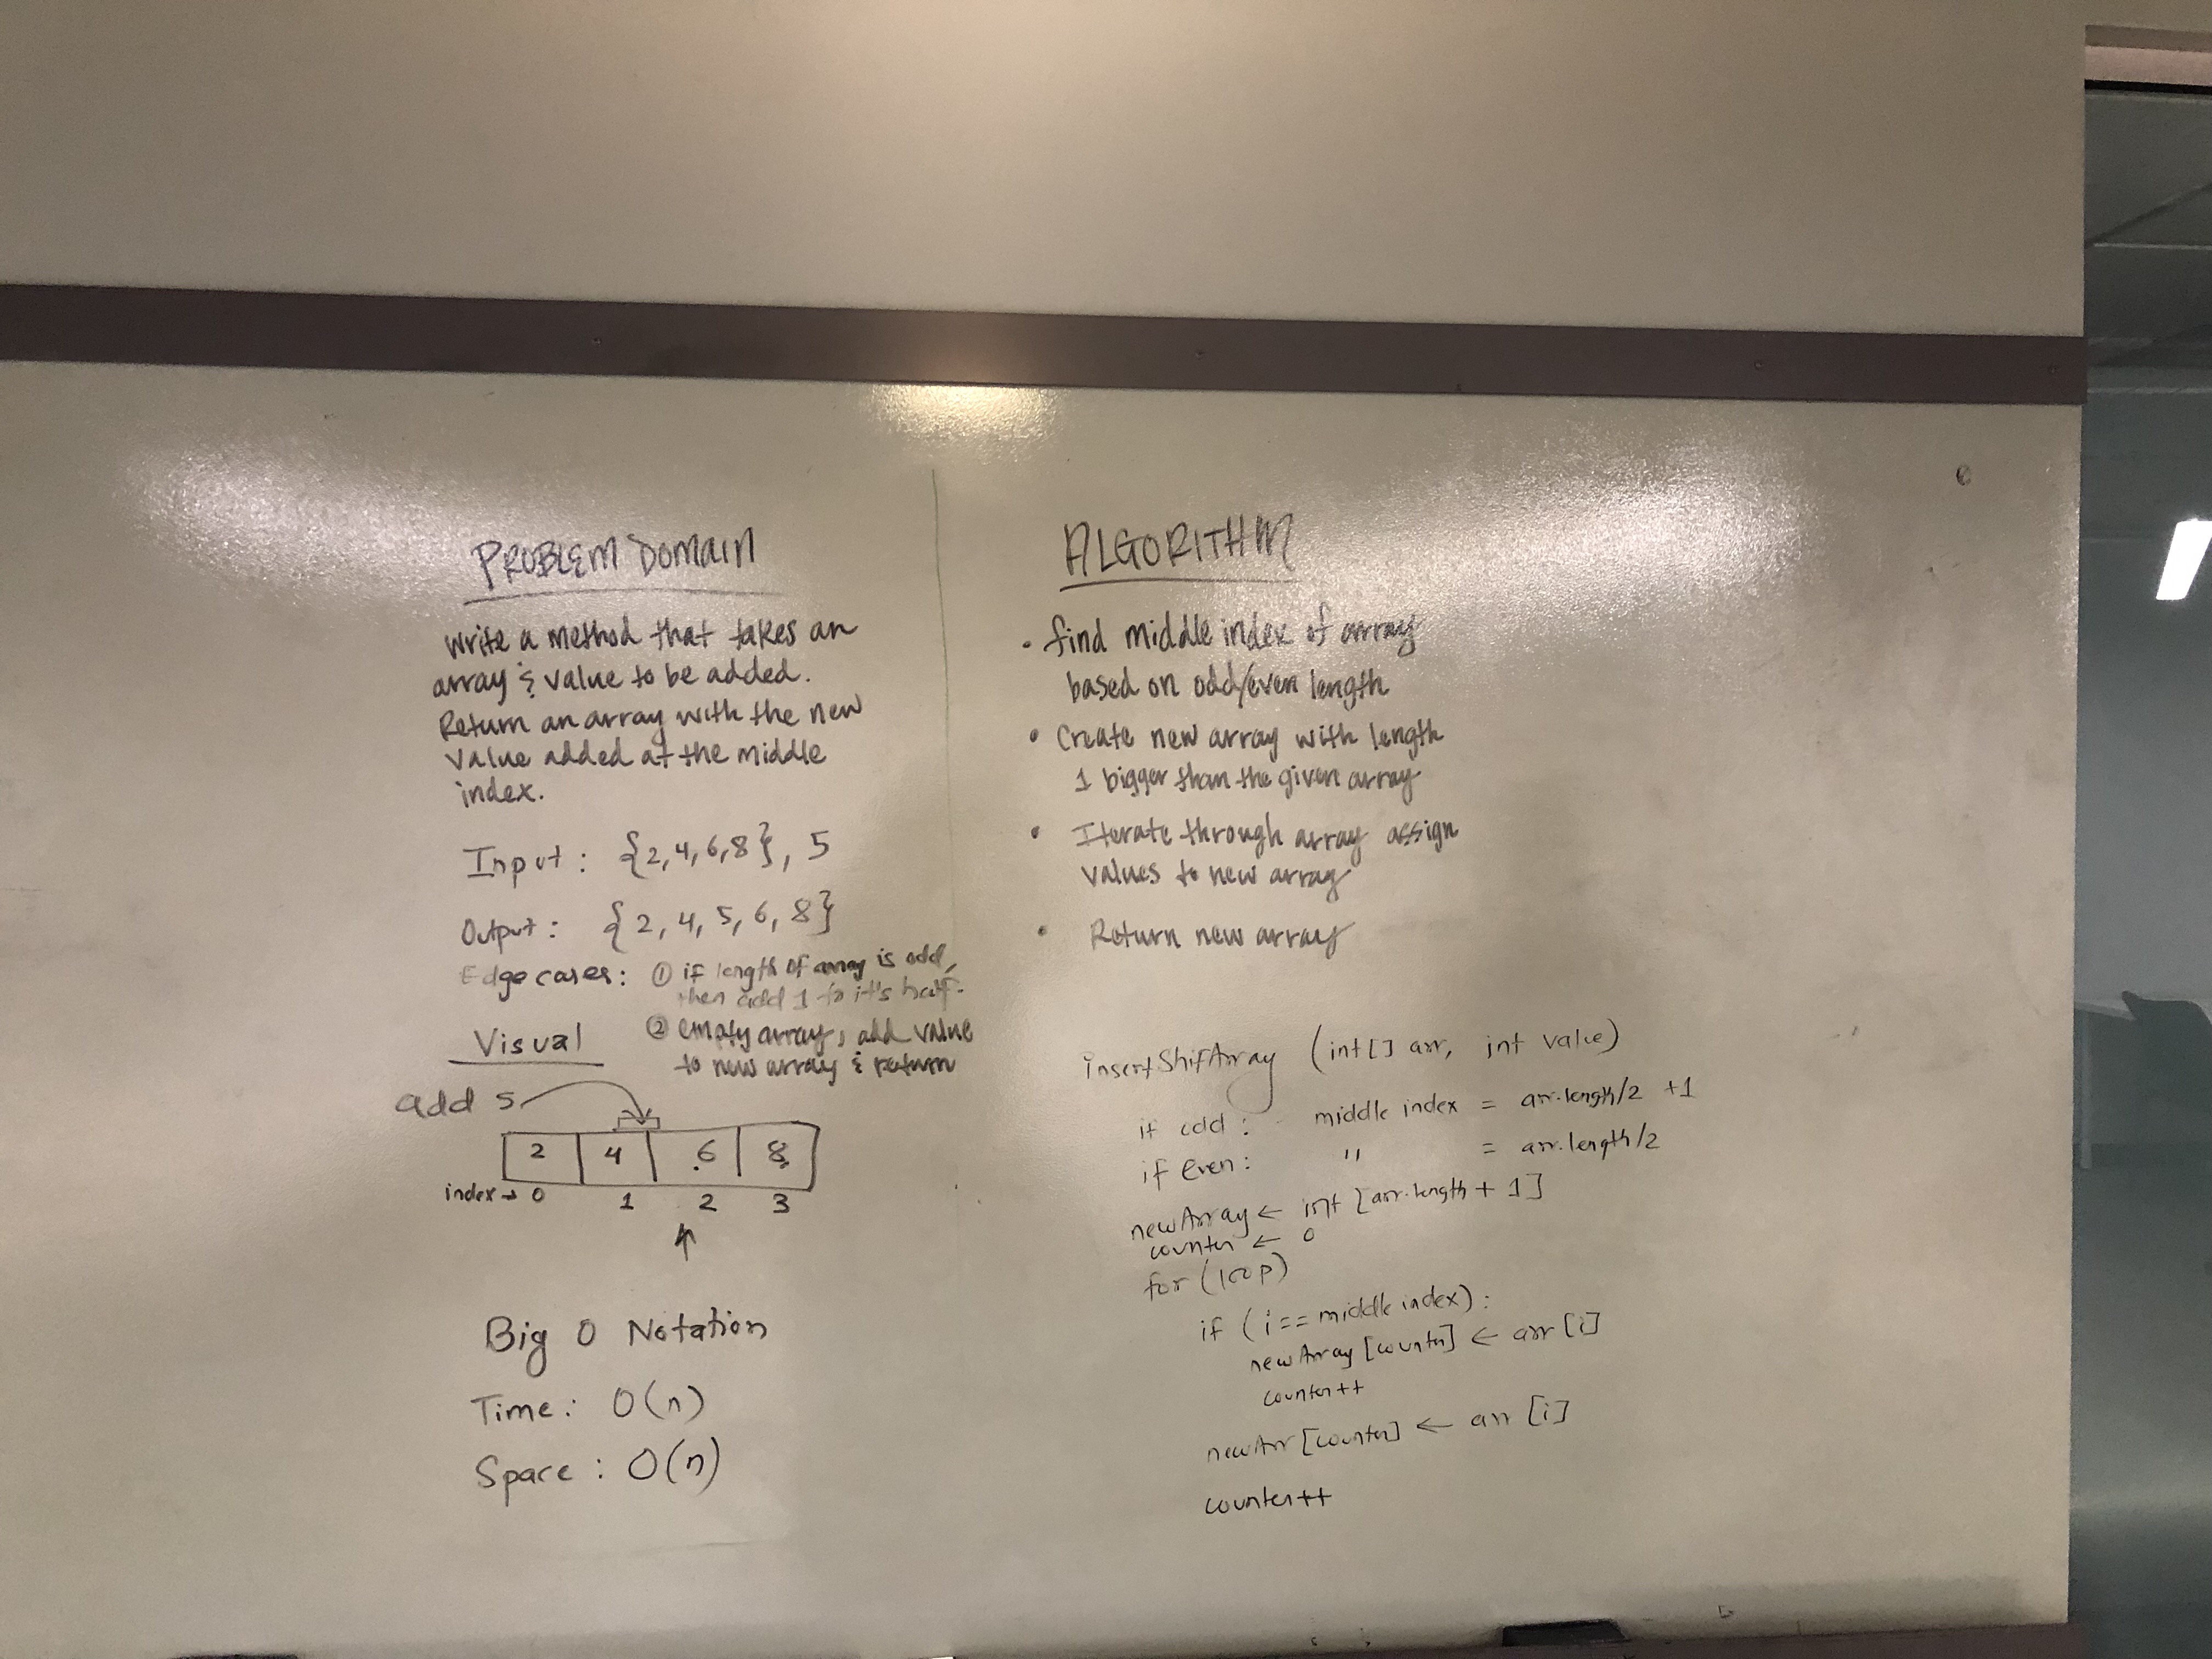 PROBLEM DOMAIN
write a method that takes an
array & value to be added.
Return an array with the new
value added at the middle
index.
Input : {2,4,6,8}, 5
Output : {2, 4, 5, 6, 8}
Edge cases: ① if length of array is odd,
then add 1 to it's half.
② empty array, add value
to new array & return
Visual
add 5
2 4 6 8
index → 0 1 2 3
Big O Notation
Time : O(n)
Space : O(n)
ALGORITHM
• find middle index of array
based on odd/even length
• Create new array with length
1 bigger than the given array
• Iterate through array assign
values to new array
• Return new array
insertShifArray (int[] arr, int value)
if odd : middle index = arr.length/2 +1
if Even : " = arr.length/2
newArray ← int [arr.length + 1]
counter ← 0
for (loop)
if (i == middle index) :
newArray [counter] ← arr [i]
counter++
newArr [counter] ← arr [i]
counter++